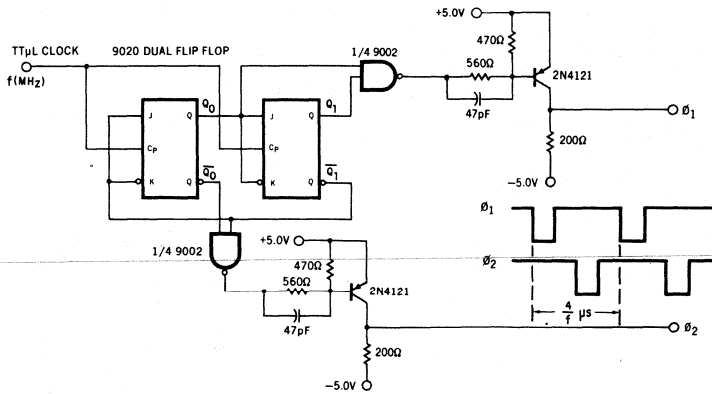 +5.0V
1/4 9002
470Ω
TTµL CLOCK
9020 DUAL FLIP FLOP
560Ω
2N4121
f(MHz)
47pF
Q0
Q1
Ø1
J
Q
J
Q
200Ω
CP
CP
Q0
Q1
−5.0V
K
Q
K
Q
Ø1
1/4 9002
+5.0V
470Ω
Ø2
560Ω
2N4121
4/f µs
47pF
Ø2
200Ω
−5.0V